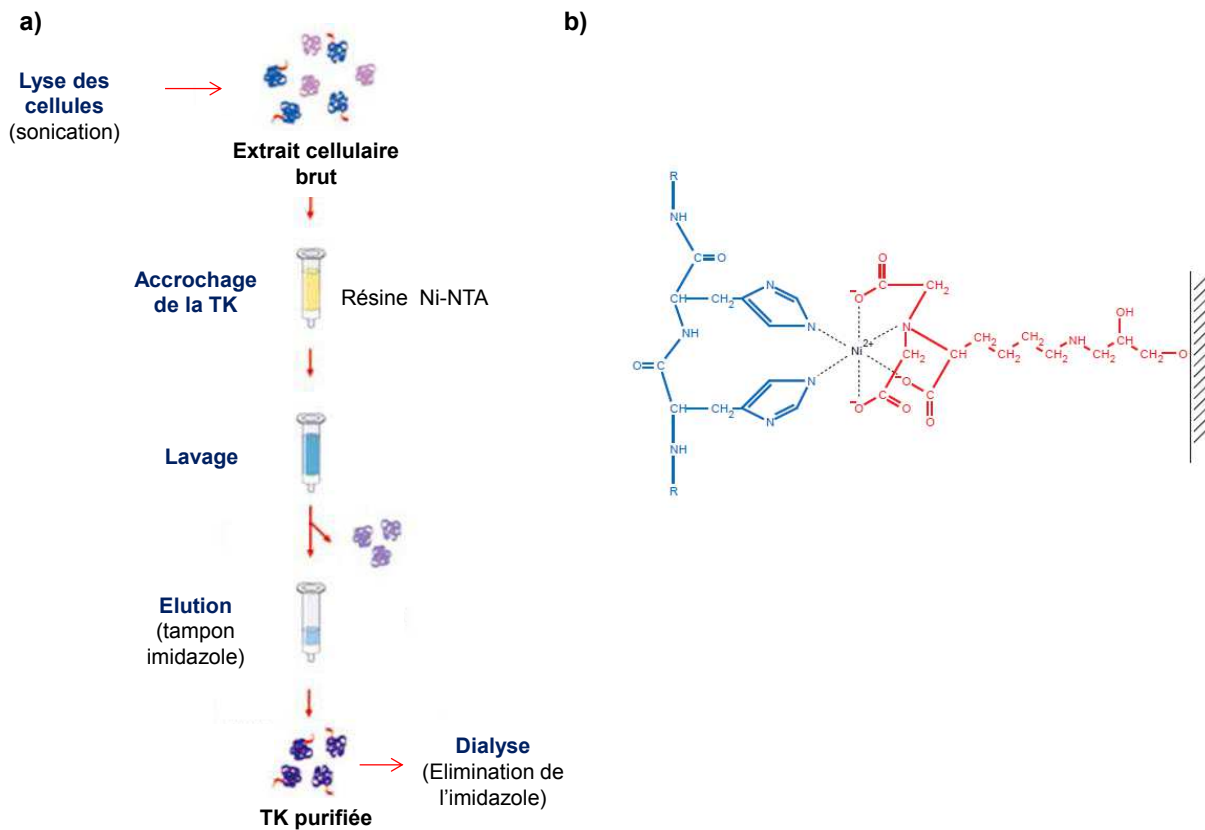 a)
Lyse des
cellules
(sonication)
Extrait cellulaire
brut
Accrochage
de la TK
Résine Ni-NTA
Lavage
Elution
(tampon
imidazole)
TK purifiée
Dialyse
(Elimination de
l'imidazole)
b)
R
NH
C=O
CH-CH2
N
N
NH
O=C
CH-CH2
N
N
NH
R
Ni2+
O
C
CH2
O-
N
CH2
CH
O-
C
O
O-
C
O
CH2
CH2
CH2
CH2
NH
CH2
OH
CH
CH2
O